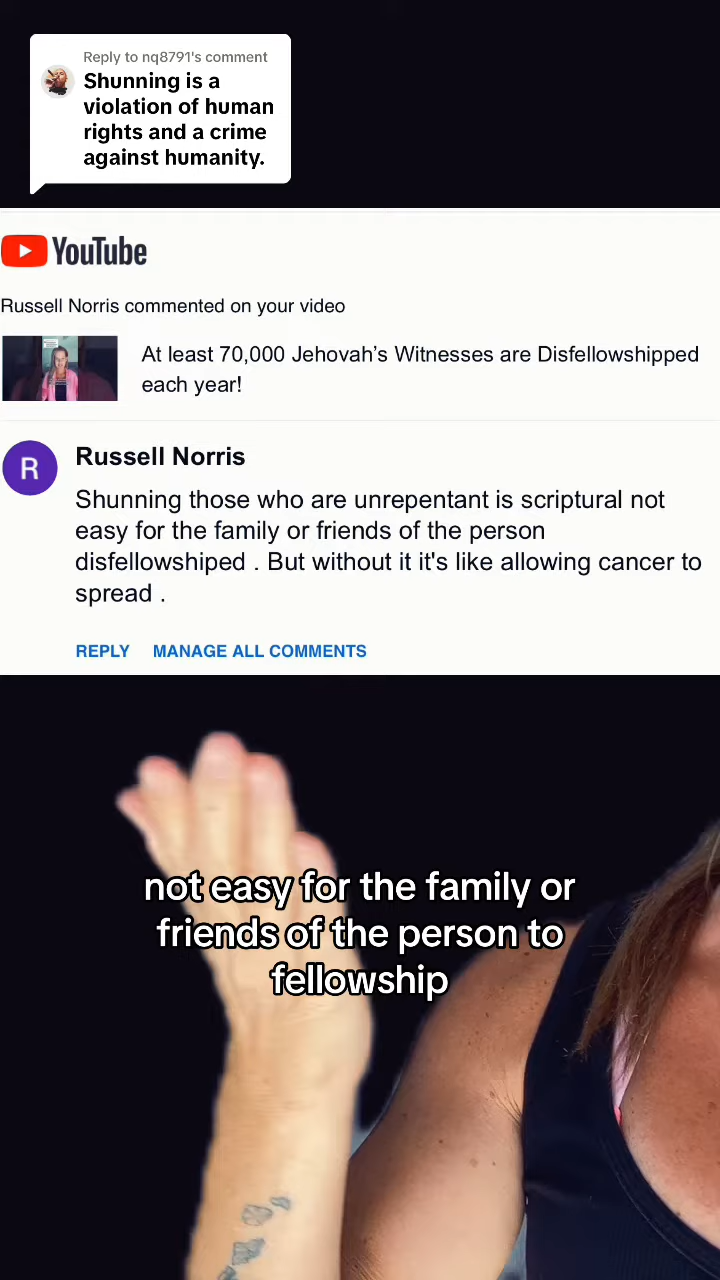 Reply to nq8791's comment
Shunning is a
violation of human
rights and a crime
against humanity.
YouTube
Russell Norris commented on your video
At least 70,000 Jehovah's Witnesses are Disfellowshipped
each year!
R
Russell Norris
Shunning those who are unrepentant is scriptural not
easy for the family or friends of the person
disfellowshiped . But without it it's like allowing cancer to
spread .
REPLY MANAGE ALL COMMENTS
not easy for the family or
friends of the person to
fellowship